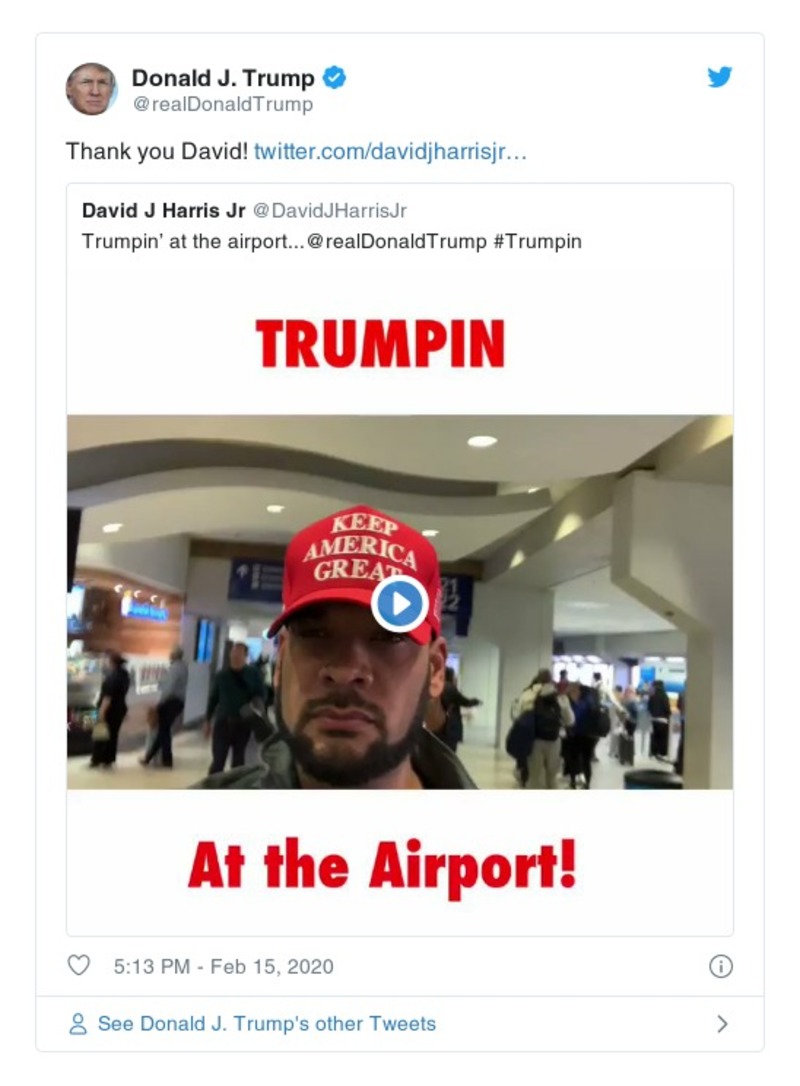 Donald J. Trump
@realDonaldTrump
Thank you David! twitter.com/davidjharrisjr…
David J Harris Jr @DavidJHarrisJr
Trumpin’ at the airport...@realDonaldTrump #Trumpin
TRUMPIN
KEEP
AMERICA
GREAT
At the Airport!
5:13 PM - Feb 15, 2020
See Donald J. Trump's other Tweets